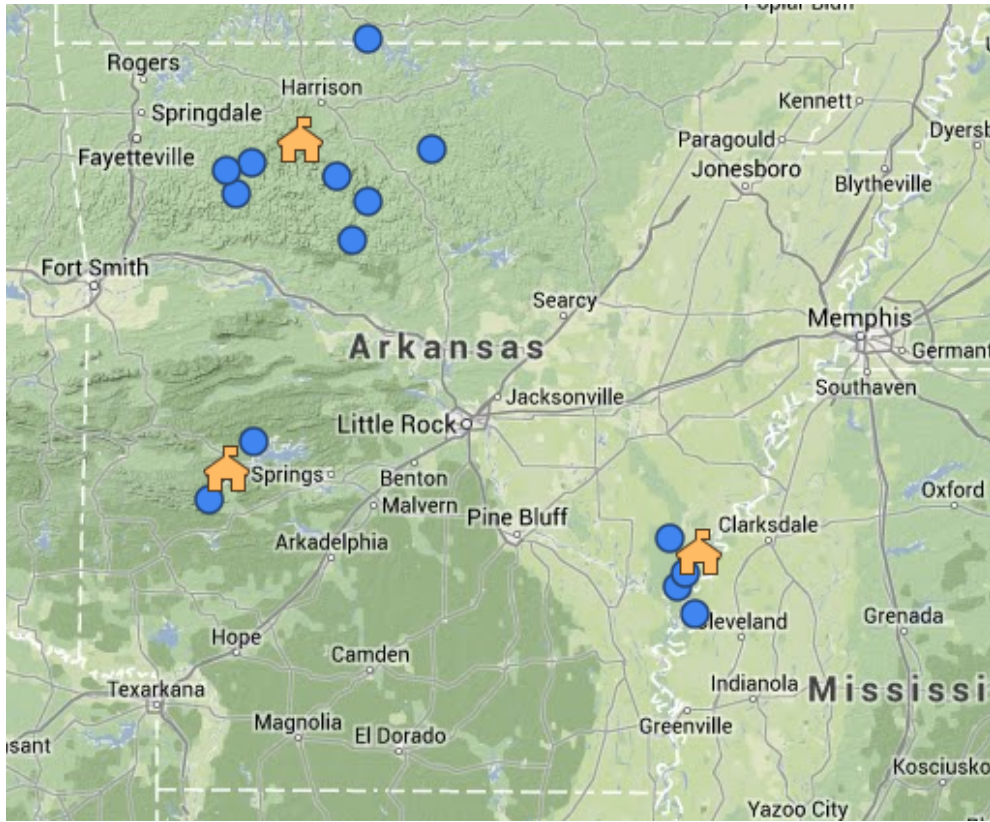 Poplar Bluff
Rogers
Harrison
Springdale
Kennett
Fayetteville
Paragould
Dyersb
Jonesboro
Blytheville
Fort Smith
Searcy
Memphis
Arkansas
Germant
Southaven
Jacksonville
Little Rock
Springs
Benton
Malvern
Oxford
Pine Bluff
Clarksdale
Arkadelphia
Cleveland
Grenada
Hope
Camden
Texarkana
Indianola
Mississi
Magnolia
Greenville
El Dorado
sant
Kosciusko
Yazoo City